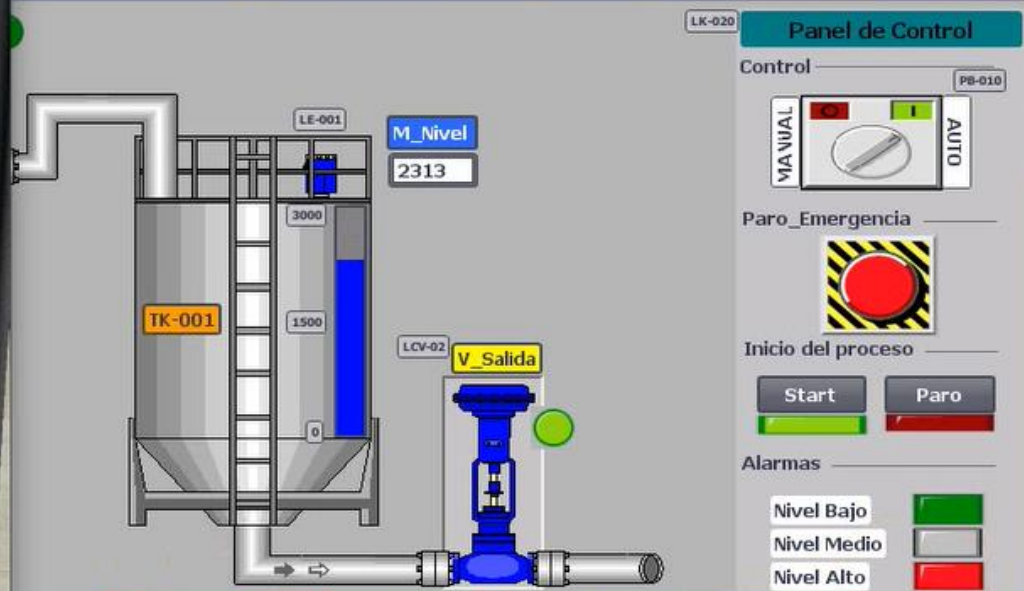 LK-020
Panel de Control
Control
PB-010
MANUAL
AUTO
LE-001
M_Nivel
2313
3000
Paro_Emergencia
TK-001
1500
LCV-02
V_Salida
Inicio del proceso
Start
Paro
0
Alarmas
Nivel Bajo
Nivel Medio
Nivel Alto